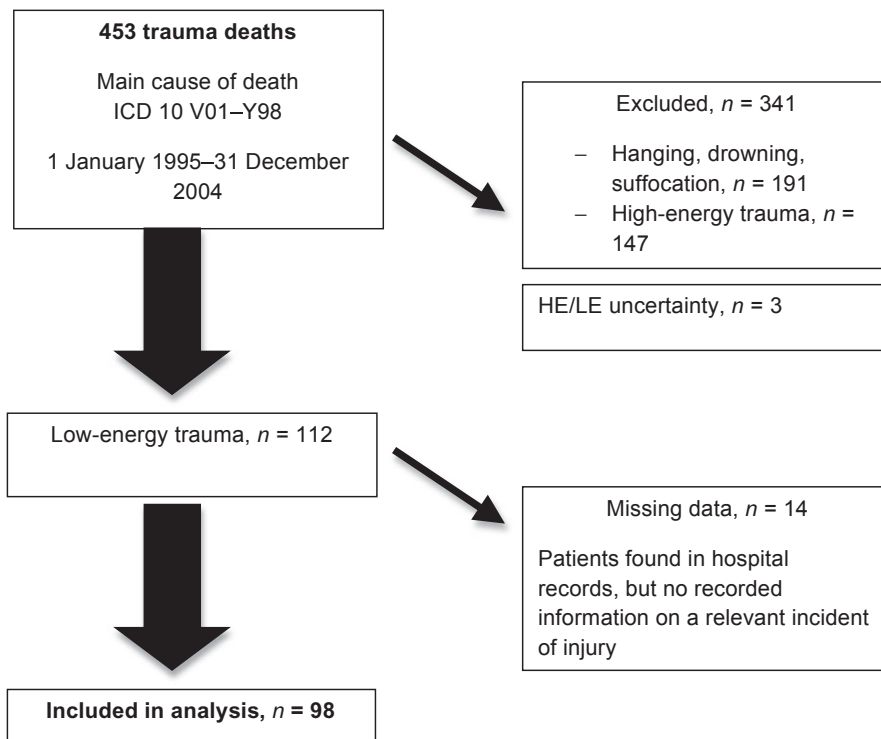 453 trauma deaths
Main cause of death
ICD 10 V01–Y98
1 January 1995–31 December
2004
Excluded, n = 341
– Hanging, drowning,
suffocation, n = 191
– High-energy trauma, n =
147
HE/LE uncertainty, n = 3
Low-energy trauma, n = 112
Missing data, n = 14
Patients found in hospital
records, but no recorded
information on a relevant incident
of injury
Included in analysis, n = 98